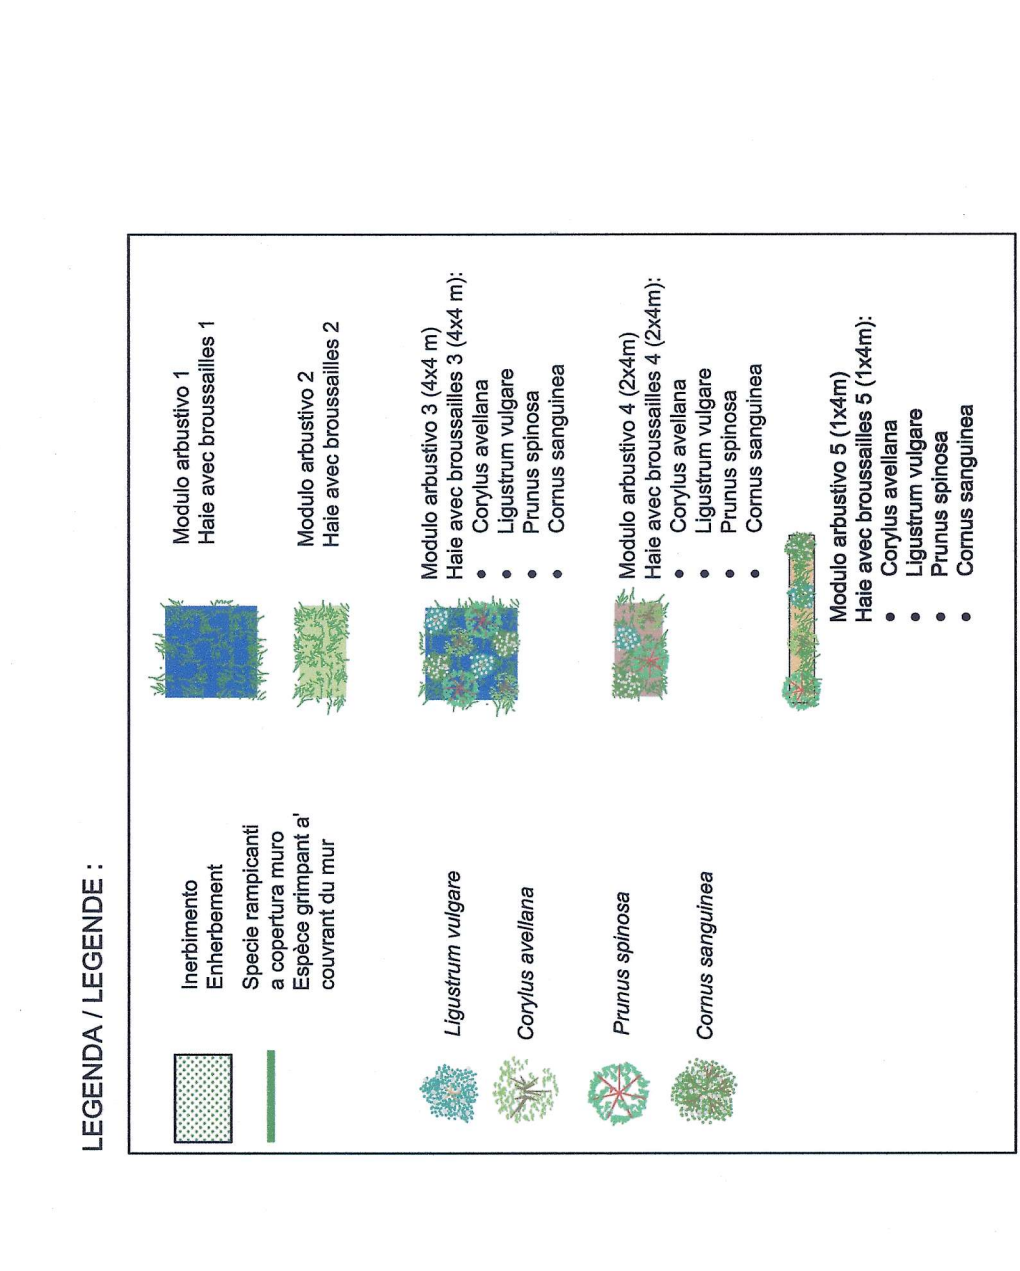 LEGENDA / LEGENDE :
Inerbimento
Enherbement
Specie rampicanti
a copertura muro
Espèce grimpant a'
couvrant du mur
Ligustrum vulgare
Corylus avellana
Prunus spinosa
Cornus sanguinea
Modulo arbustivo 1
Haie avec broussailles 1
Modulo arbustivo 2
Haie avec broussailles 2
Modulo arbustivo 3 (4x4 m)
Haie avec broussailles 3 (4x4 m):
• Corylus avellana
• Ligustrum vulgare
• Prunus spinosa
• Cornus sanguinea
Modulo arbustivo 4 (2x4m)
Haie avec broussailles 4 (2x4m):
• Corylus avellana
• Ligustrum vulgare
• Prunus spinosa
• Cornus sanguinea
Modulo arbustivo 5 (1x4m)
Haie avec broussailles 5 (1x4m):
• Corylus avellana
• Ligustrum vulgare
• Prunus spinosa
• Cornus sanguinea